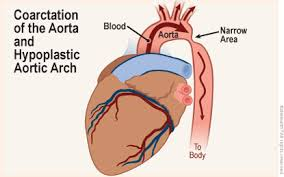 Coarctation
of the Aorta
and
Hypoplastic
Aortic Arch
Blood
Aorta
Narrow
Area
To
Body